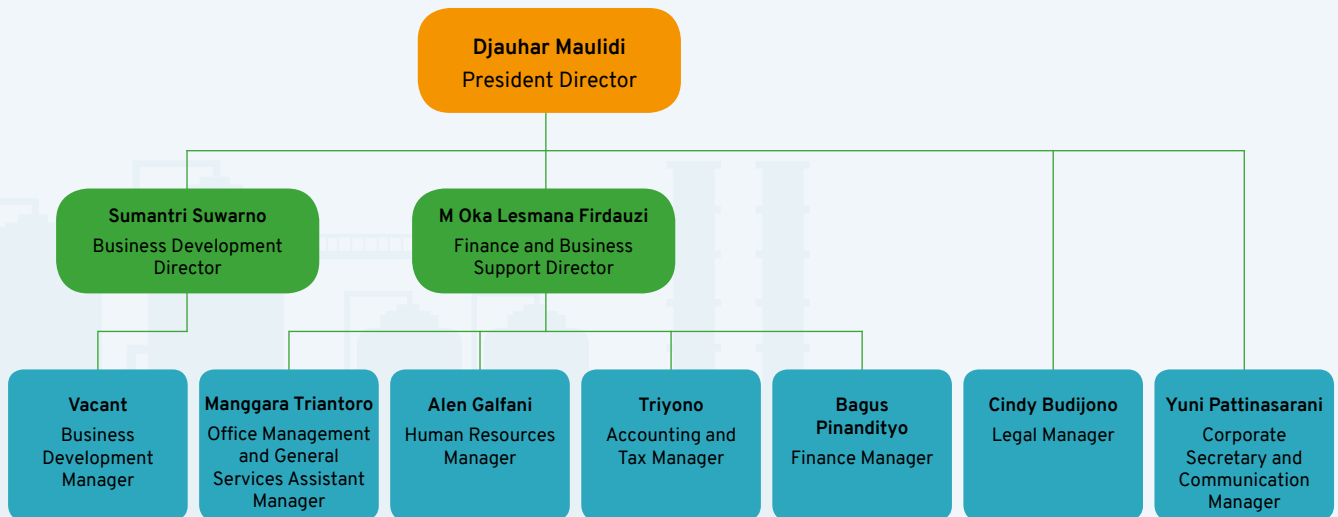 Djauhar Maulidi
President Director
Sumantri Suwarno
Business Development
Director
M Oka Lesmana Firdauzi
Finance and Business
Support Director
Vacant
Business
Development
Manager
Manggara Triantoro
Office Management
and General
Services Assistant
Manager
Alen Galfani
Human Resources
Manager
Triyono
Accounting and
Tax Manager
Bagus
Pinandityo
Finance Manager
Cindy Budijono
Legal Manager
Yuni Pattinasarani
Corporate
Secretary and
Communication
Manager